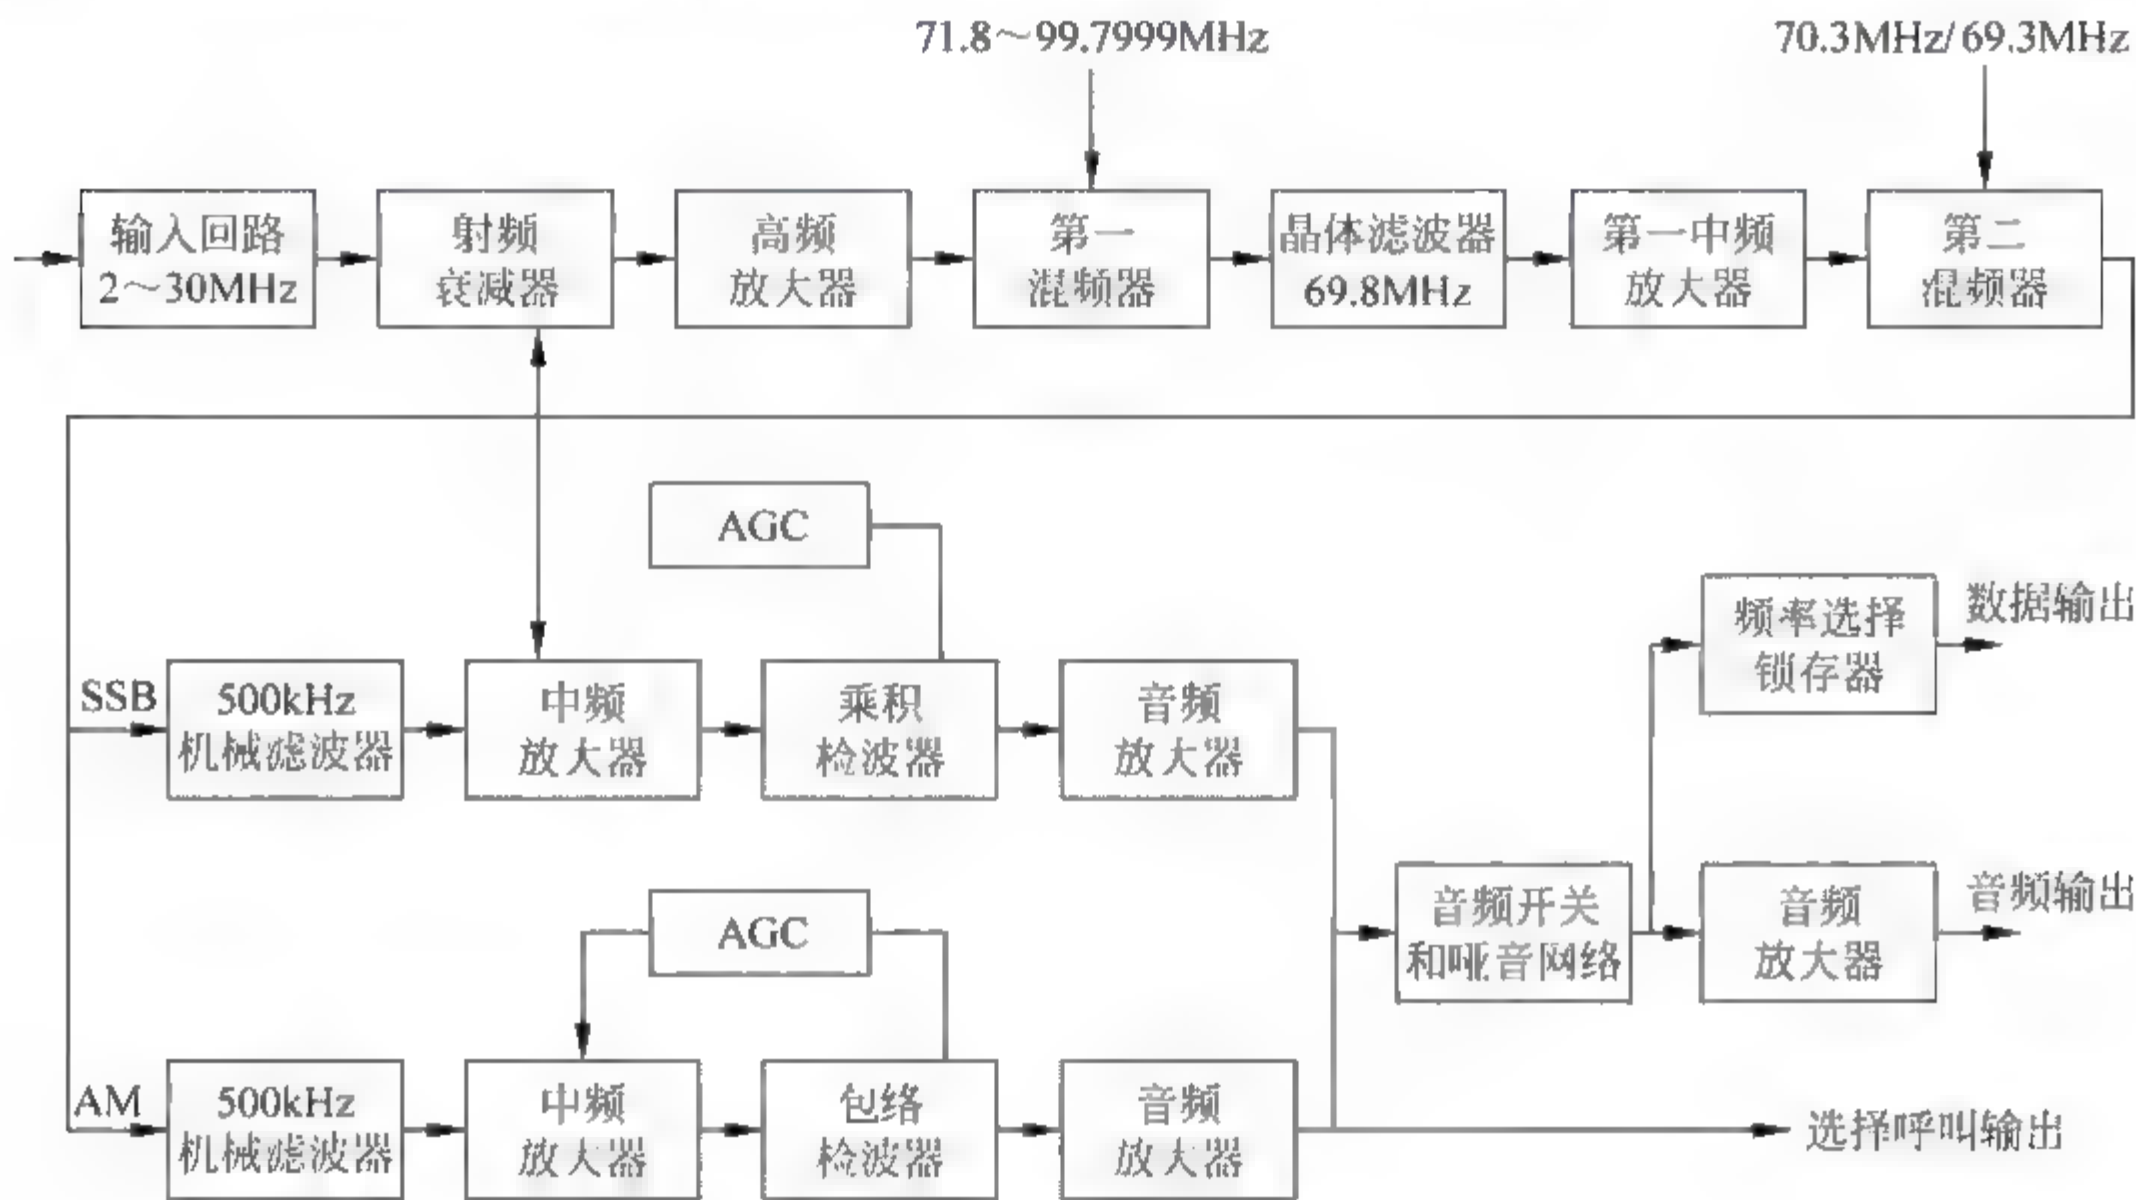 71.8～99.7999MHz
70.3MHz/69.3MHz
输入回路
2～30MHz
射频
衰减器
高频
放大器
第一
混频器
晶体滤波器
69.8MHz
第一中频
放大器
第二
混频器
AGC
SSB
500kHz
机械滤波器
中频
放大器
乘积
检波器
音频
放大器
频率选择
锁存器
数据输出
AGC
音频开关
和哑音网络
音频
放大器
音频输出
AM
500kHz
机械滤波器
中频
放大器
包络
检波器
音频
放大器
选择呼叫输出